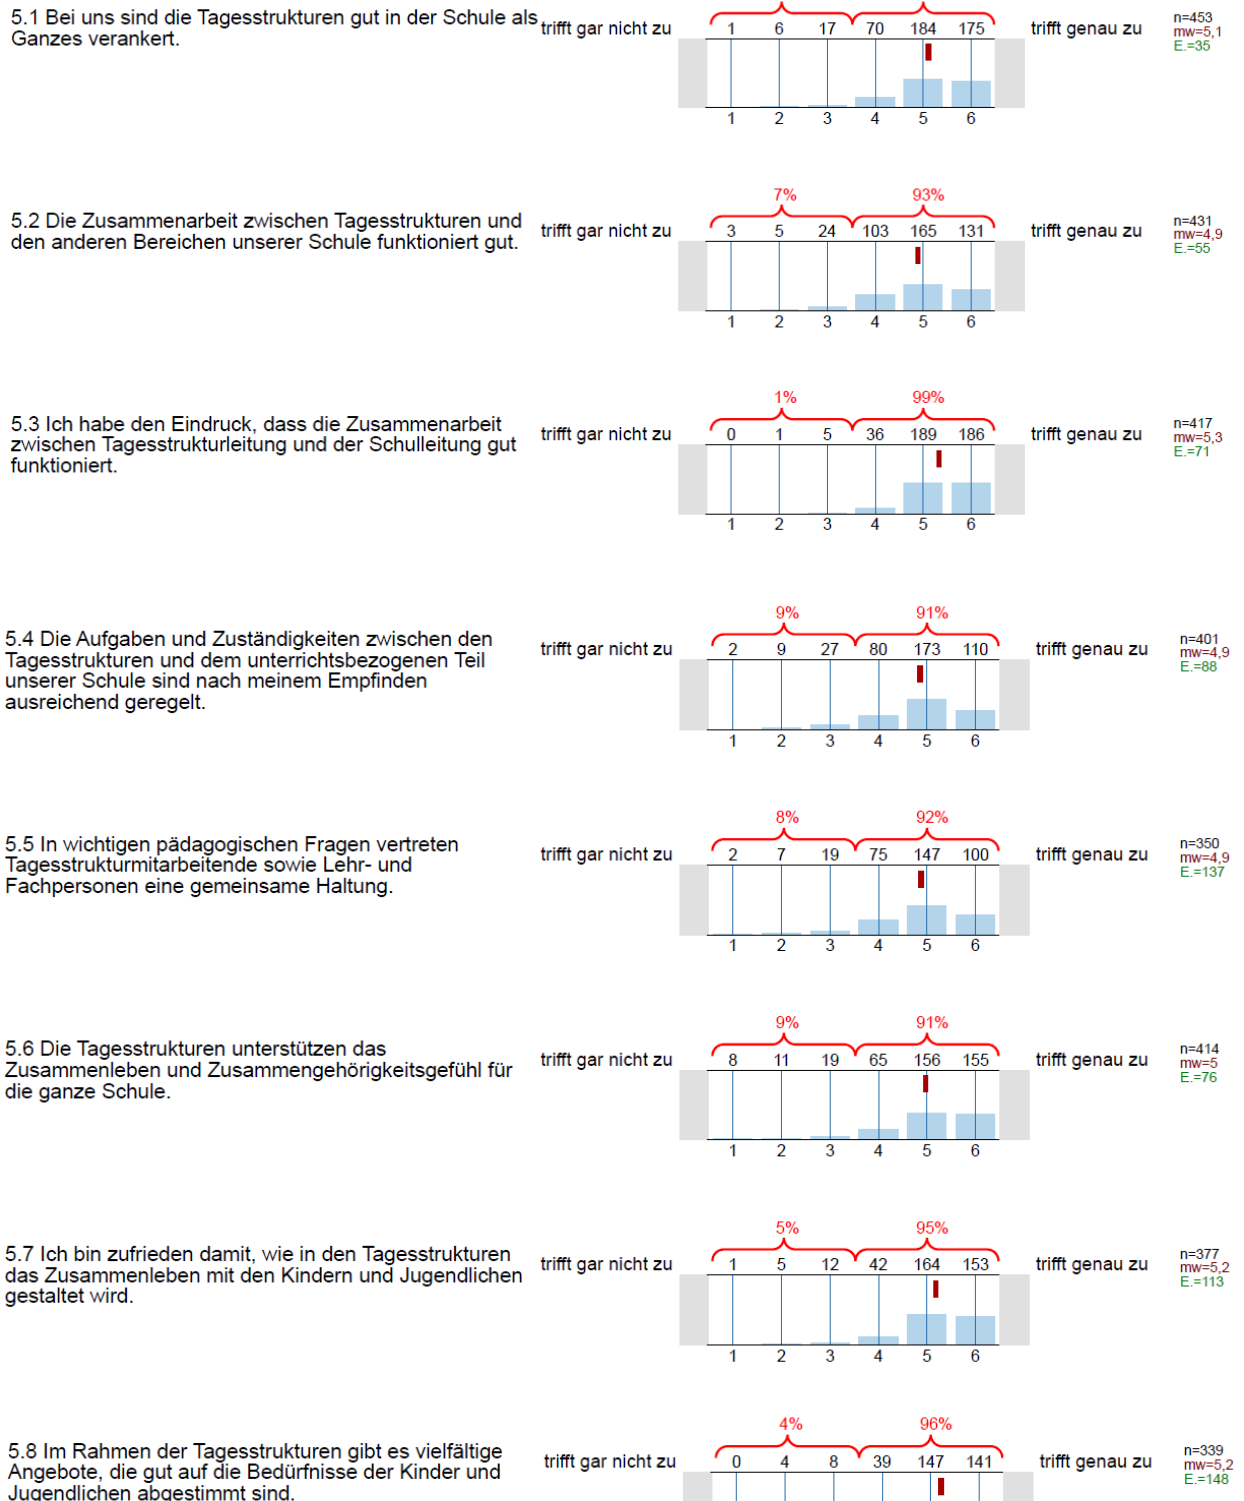 5.1 Bei uns sind die Tagesstrukturen gut in der Schule als
Ganzes verankert.
trifft gar nicht zu
1 6 17 70 184 175
trifft genau zu
n=453
mw=5,1
E.=35
1 2 3 4 5 6
7% 93%
5.2 Die Zusammenarbeit zwischen Tagesstrukturen und
den anderen Bereichen unserer Schule funktioniert gut.
trifft gar nicht zu
3 5 24 103 165 131
trifft genau zu
n=431
mw=4,9
E.=55
1 2 3 4 5 6
1% 99%
5.3 Ich habe den Eindruck, dass die Zusammenarbeit
zwischen Tagesstrukturleitung und der Schulleitung gut
funktioniert.
trifft gar nicht zu
0 1 5 36 189 186
trifft genau zu
n=417
mw=5,3
E.=71
1 2 3 4 5 6
9% 91%
5.4 Die Aufgaben und Zuständigkeiten zwischen den
Tagesstrukturen und dem unterrichtsbezogenen Teil
unserer Schule sind nach meinem Empfinden
ausreichend geregelt.
trifft gar nicht zu
2 9 27 80 173 110
trifft genau zu
n=401
mw=4,9
E.=88
1 2 3 4 5 6
8% 92%
5.5 In wichtigen pädagogischen Fragen vertreten
Tagesstrukturmitarbeitende sowie Lehr- und
Fachpersonen eine gemeinsame Haltung.
trifft gar nicht zu
2 7 19 75 147 100
trifft genau zu
n=350
mw=4,9
E.=137
1 2 3 4 5 6
9% 91%
5.6 Die Tagesstrukturen unterstützen das
Zusammenleben und Zusammengehörigkeitsgefühl für
die ganze Schule.
trifft gar nicht zu
8 11 19 65 156 155
trifft genau zu
n=414
mw=5
E.=76
1 2 3 4 5 6
5% 95%
5.7 Ich bin zufrieden damit, wie in den Tagesstrukturen
das Zusammenleben mit den Kindern und Jugendlichen
gestaltet wird.
trifft gar nicht zu
1 5 12 42 164 153
trifft genau zu
n=377
mw=5,2
E.=113
1 2 3 4 5 6
4% 96%
5.8 Im Rahmen der Tagesstrukturen gibt es vielfältige
Angebote, die gut auf die Bedürfnisse der Kinder und
Jugendlichen abgestimmt sind.
trifft gar nicht zu
0 4 8 39 147 141
trifft genau zu
n=339
mw=5,2
E.=148